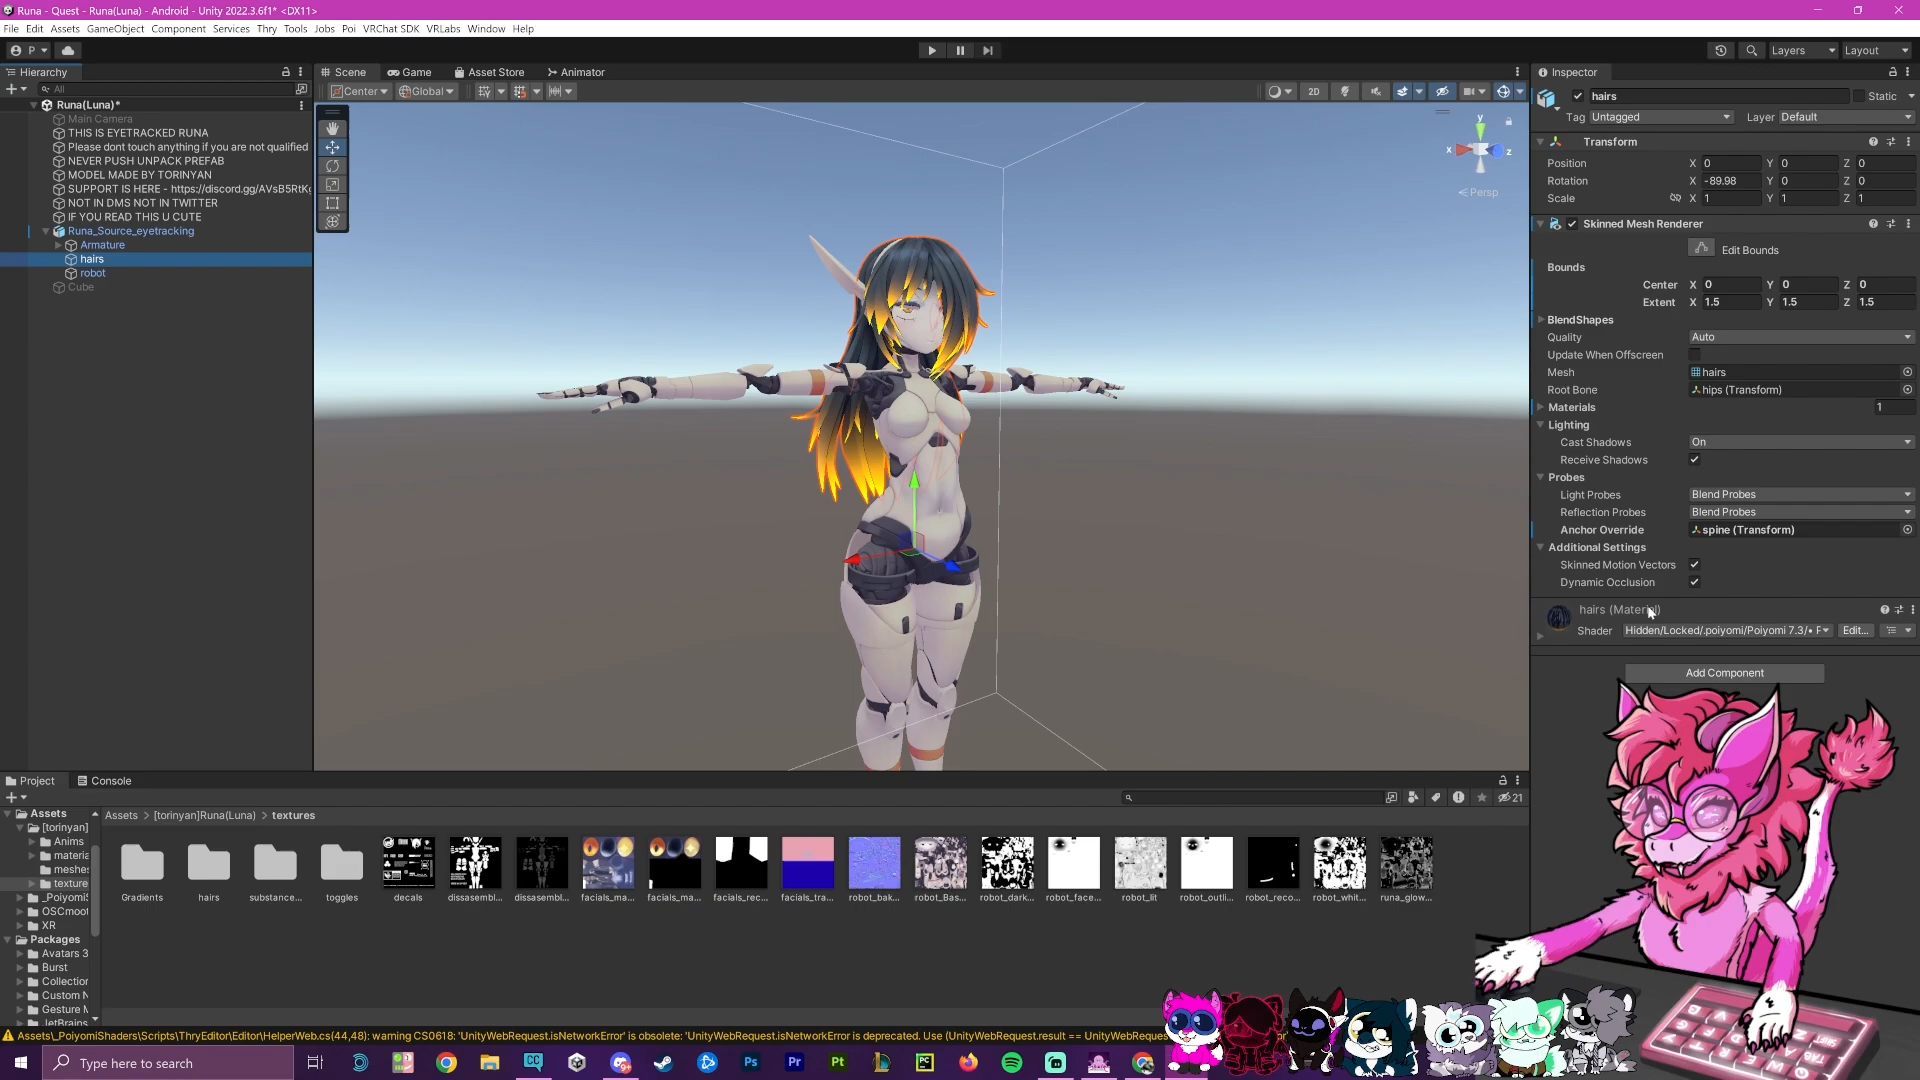 Runa - Quest - Runa(Luna) - Android - Unity 2022.3.6f1* <DX11>
File Edit Assets GameObject Component Services Thry Tools Jobs Poi VRChat SDK VRLabs Window Help
P
Layers Layout
Hierarchy
All
Runa(Luna)*
Main Camera
THIS IS EYETRACKED RUNA
Please dont touch anything if you are not qualified
NEVER PUSH UNPACK PREFAB
MODEL MADE BY TORINYAN
SUPPORT IS HERE - https://discord.gg/AVsB5RtK
NOT IN DMS NOT IN TWITTER
IF YOU READ THIS U CUTE
Runa_Source_eyetracking
Armature
hairs
robot
Cube
Scene Game Asset Store Animator
Center Global 2D
y
x z
Persp
Inspector
hairs Static
Tag Untagged Layer Default
Transform
Position X 0 Y 0 Z 0
Rotation X -89.98 Y 0 Z 0
Scale X 1 Y 1 Z 1
Skinned Mesh Renderer
Edit Bounds
Bounds
Center X 0 Y 0 Z 0
Extent X 1.5 Y 1.5 Z 1.5
BlendShapes
Quality Auto
Update When Offscreen
Mesh hairs
Root Bone hips (Transform)
Materials 1
Lighting
Cast Shadows On
Receive Shadows
Probes
Light Probes Blend Probes
Reflection Probes Blend Probes
Anchor Override spine (Transform)
Additional Settings
Skinned Motion Vectors
Dynamic Occlusion
hairs (Material)
Shader Hidden/Locked/.poiyomi/Poiyomi 7.3/• F Edit...
Add Component
Project Console
21
Assets
[torinyan]
Anims
materia
meshe
texture
_Poiyomi
OSCmoot
XR
Packages
Avatars 3
Burst
Collection
Custom N
Gesture M
JetBrains
Assets > [torinyan]Runa(Luna) > textures
Gradients hairs substance... toggles decals dissasembl... dissasembl... facials_ma... facials_ma... facials_rec... facials_tra... robot_bak... robot_Bas... robot_dark... robot_face... robot_lit robot_outli... robot_reco... robot_whit... runa_glow...
Assets\_PoiyomiShaders\Scripts\ThryEditor\Editor\HelperWeb.cs(44,48): warning CS0618: 'UnityWebRequest.isNetworkError' is obsolete: 'UnityWebRequest.isNetworkError is deprecated. Use (UnityWebRequest.result == UnityWebReques
Type here to search